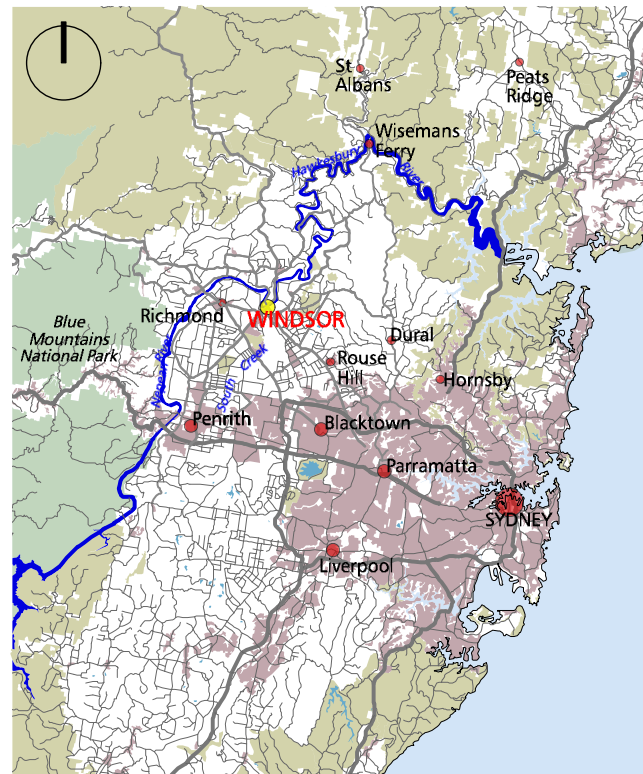 St
Albans
Peats
Ridge
Wisemans
Ferry
Hawkesbury
River
Richmond
WINDSOR
Blue
Mountains
National Park
Nepean River
South Creek
Dural
Rouse
Hill
Hornsby
Penrith
Blacktown
Parramatta
SYDNEY
Liverpool